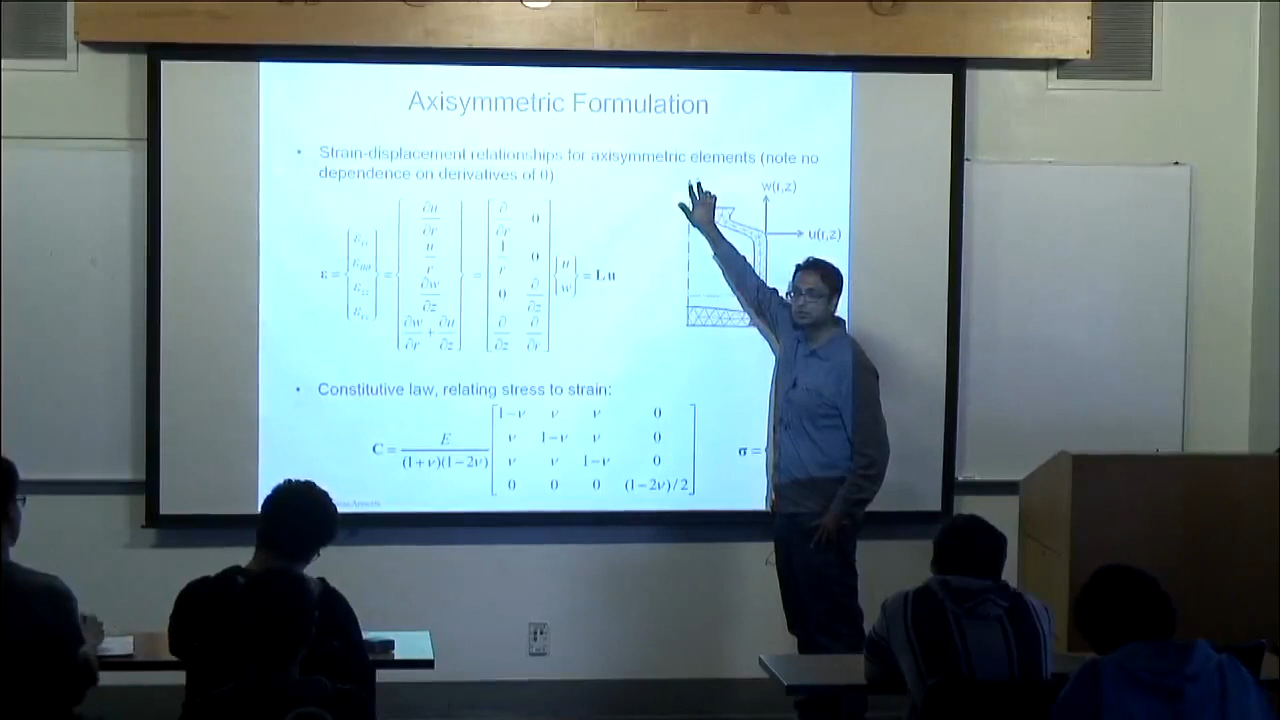 Axisymmetric Formulation
• Strain-displacement relationships for axisymmetric elements (note no
dependence on derivatives of θ)
w(r,z)
u(r,z)
ε = {ε_rr ε_θθ ε_zz ε_rz} = {∂u/∂r u/r ∂w/∂z ∂w/∂r + ∂u/∂z} = [∂/∂r 0 1/r 0 0 ∂/∂z ∂/∂z ∂/∂r] {u w} = Lu
• Constitutive law, relating stress to strain:
C = E/((1+ν)(1−2ν)) [1−ν ν ν 0 ν 1−ν ν 0 ν ν 1−ν 0 0 0 0 (1−2ν)/2]
σ =